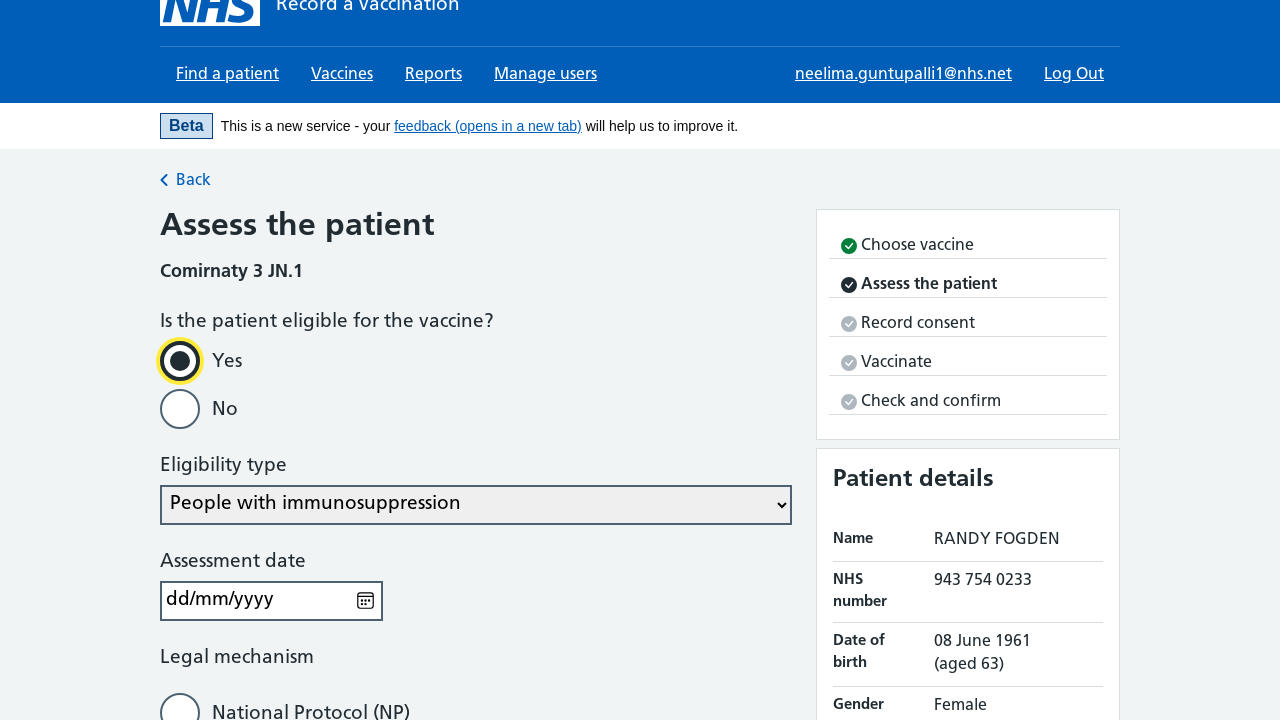 NHS Record a vaccination
Find a patient Vaccines Reports Manage users neelima.guntupalli1@nhs.net Log Out
Beta This is a new service - your feedback (opens in a new tab) will help us to improve it.
Back
Assess the patient
Comirnaty 3 JN.1
Is the patient eligible for the vaccine?
Yes
No
Eligibility type
People with immunosuppression
Assessment date
dd/mm/yyyy
Legal mechanism
National Protocol (NP)
Choose vaccine
Assess the patient
Record consent
Vaccinate
Check and confirm
Patient details
Name RANDY FOGDEN
NHS number 943 754 0233
Date of birth 08 June 1961 (aged 63)
Gender Female